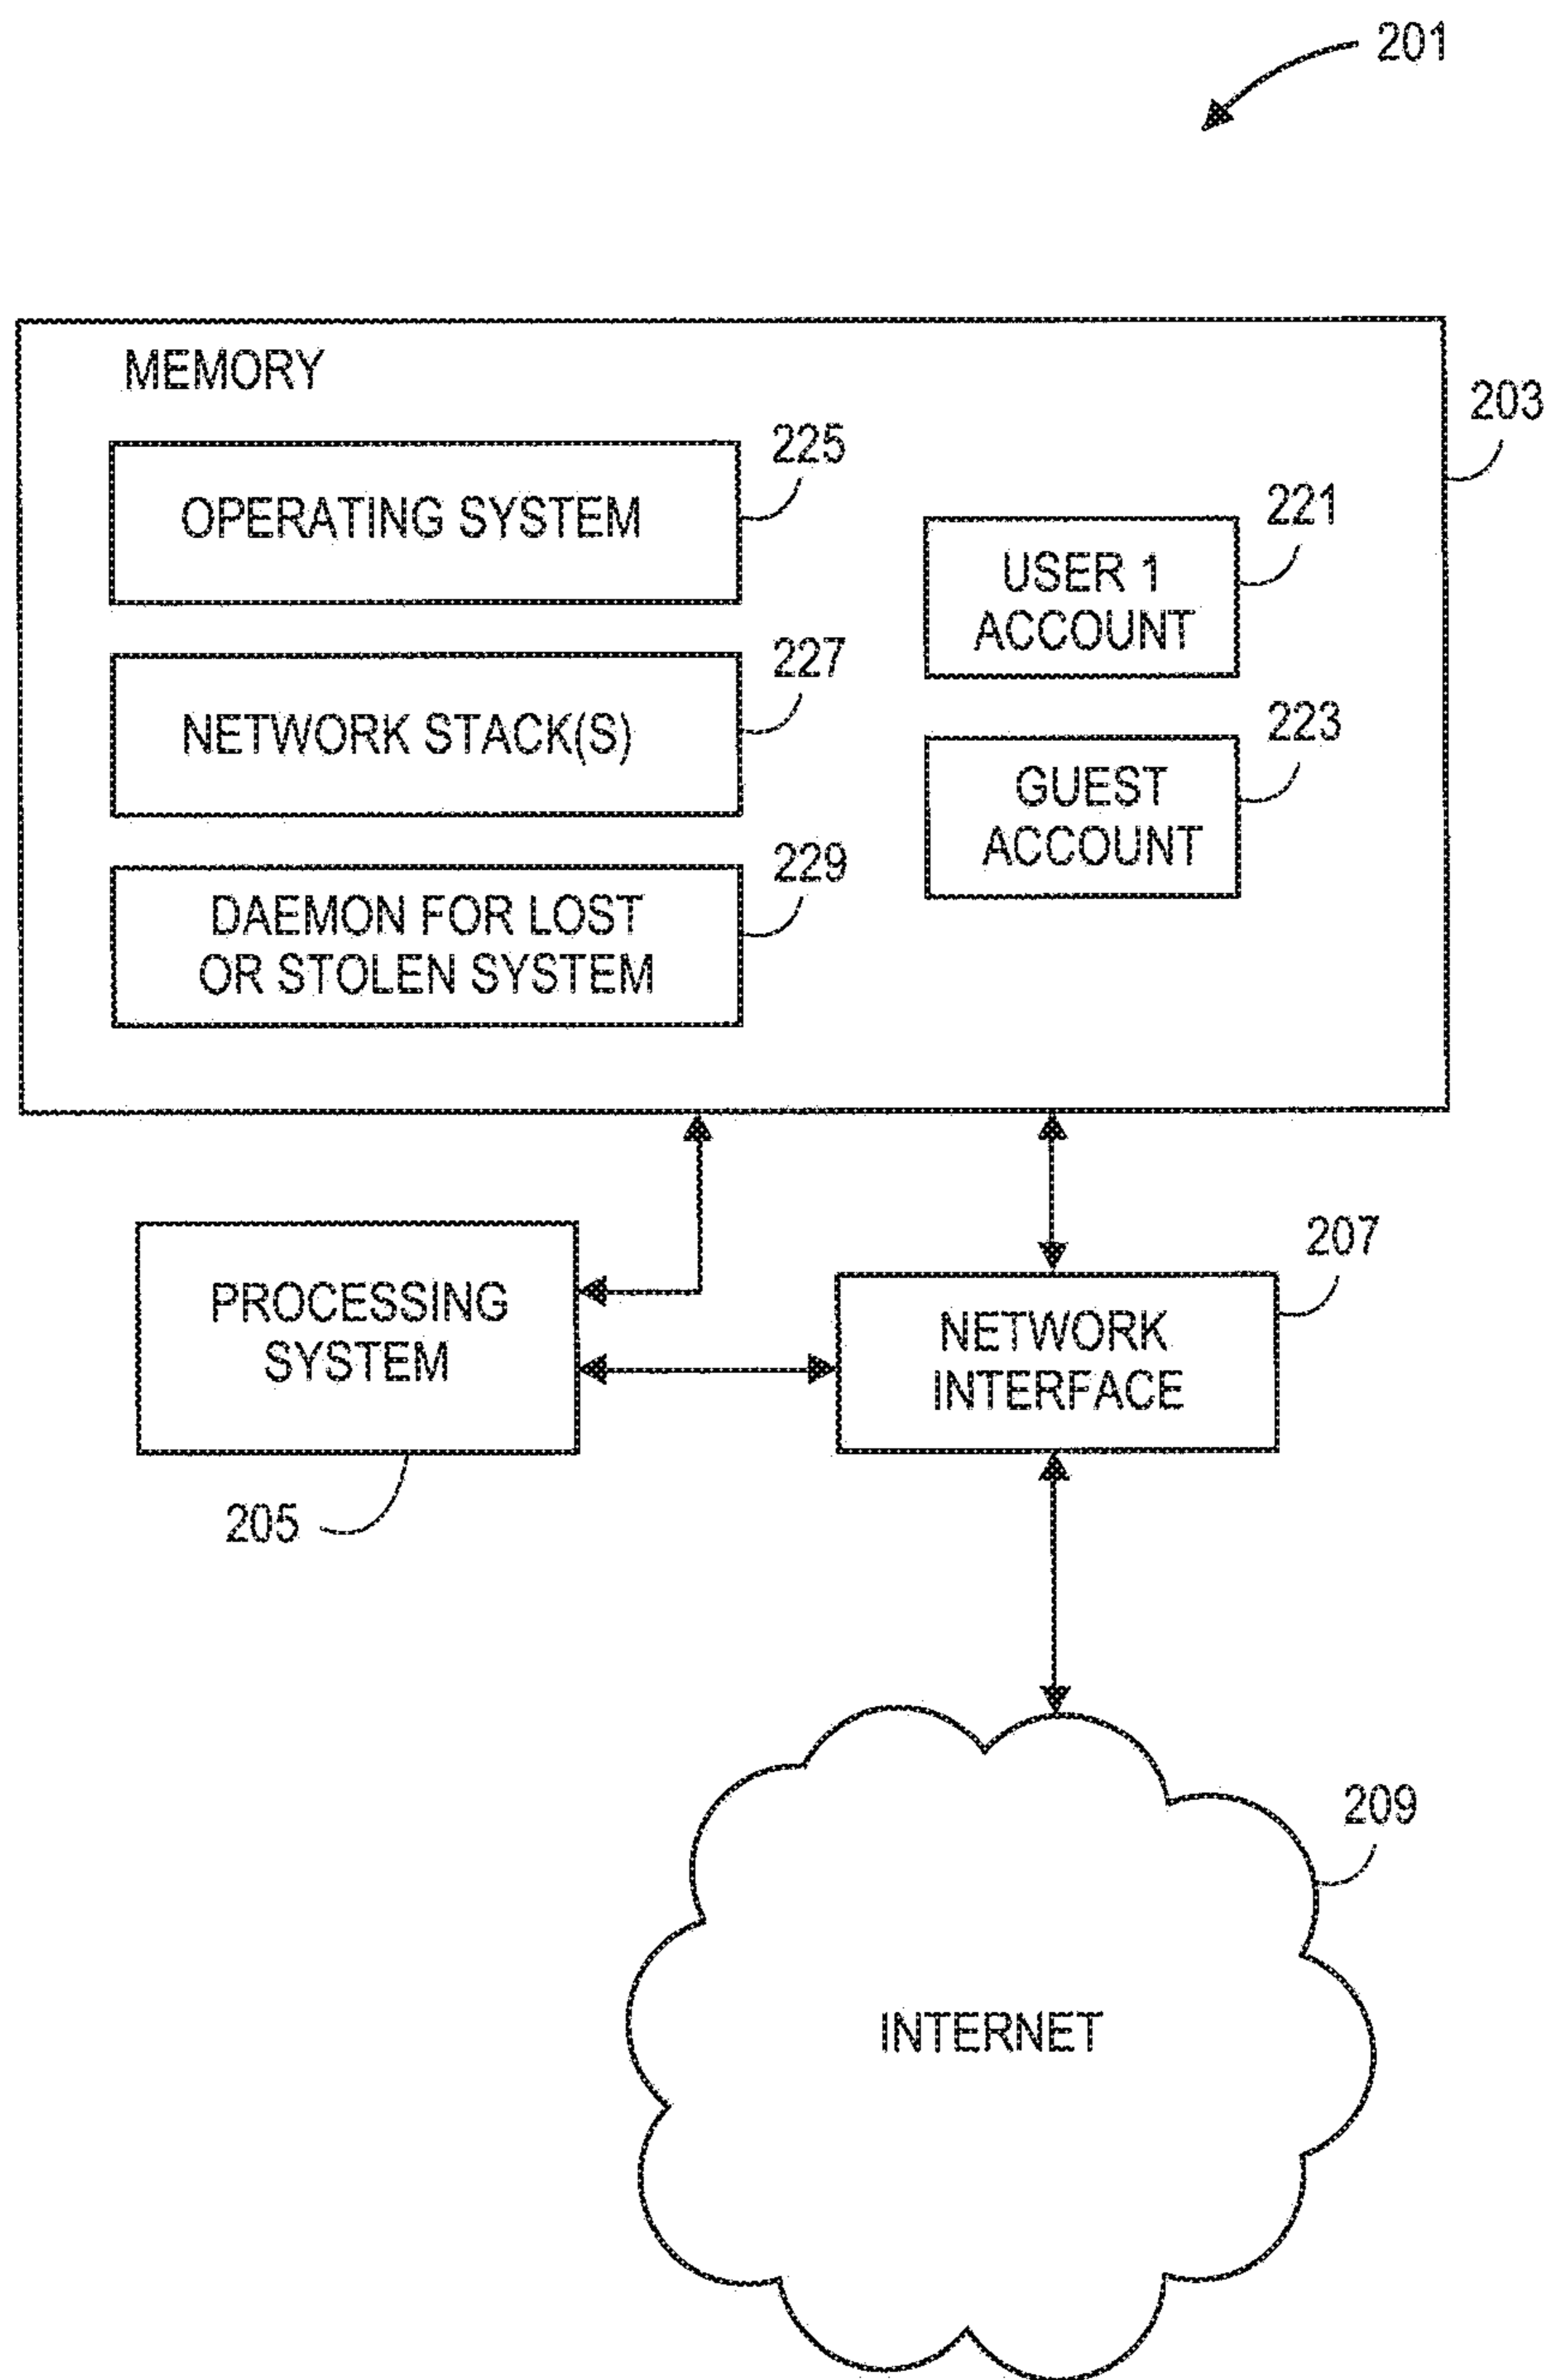 201
MEMORY
203
225
OPERATING SYSTEM
221
USER 1
ACCOUNT
227
NETWORK STACK(S)
223
GUEST
ACCOUNT
229
DAEMON FOR LOST
OR STOLEN SYSTEM
207
PROCESSING
SYSTEM
NETWORK
INTERFACE
205
209
INTERNET